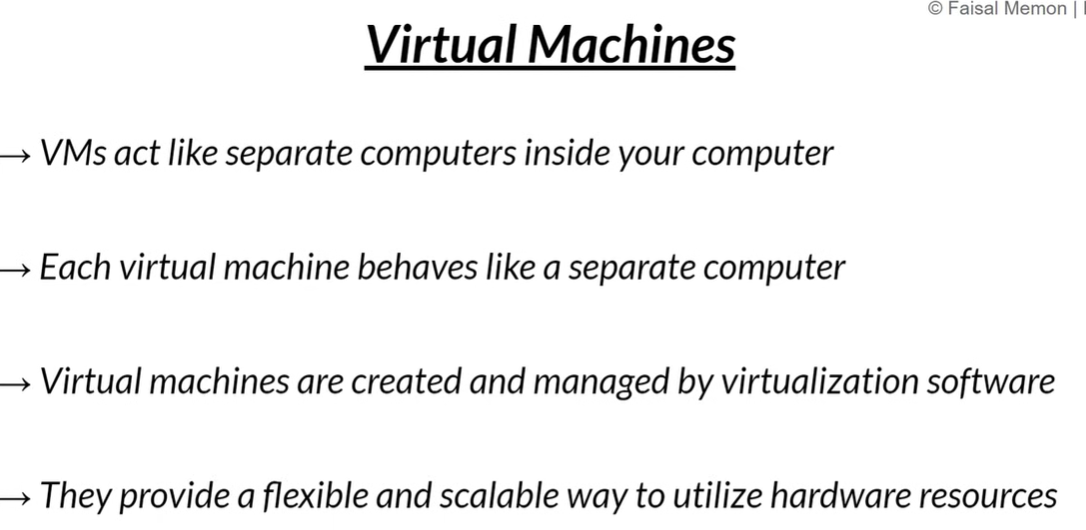 © Faisal Memon |
Virtual Machines
→ VMs act like separate computers inside your computer
→ Each virtual machine behaves like a separate computer
→ Virtual machines are created and managed by virtualization software
→ They provide a flexible and scalable way to utilize hardware resources